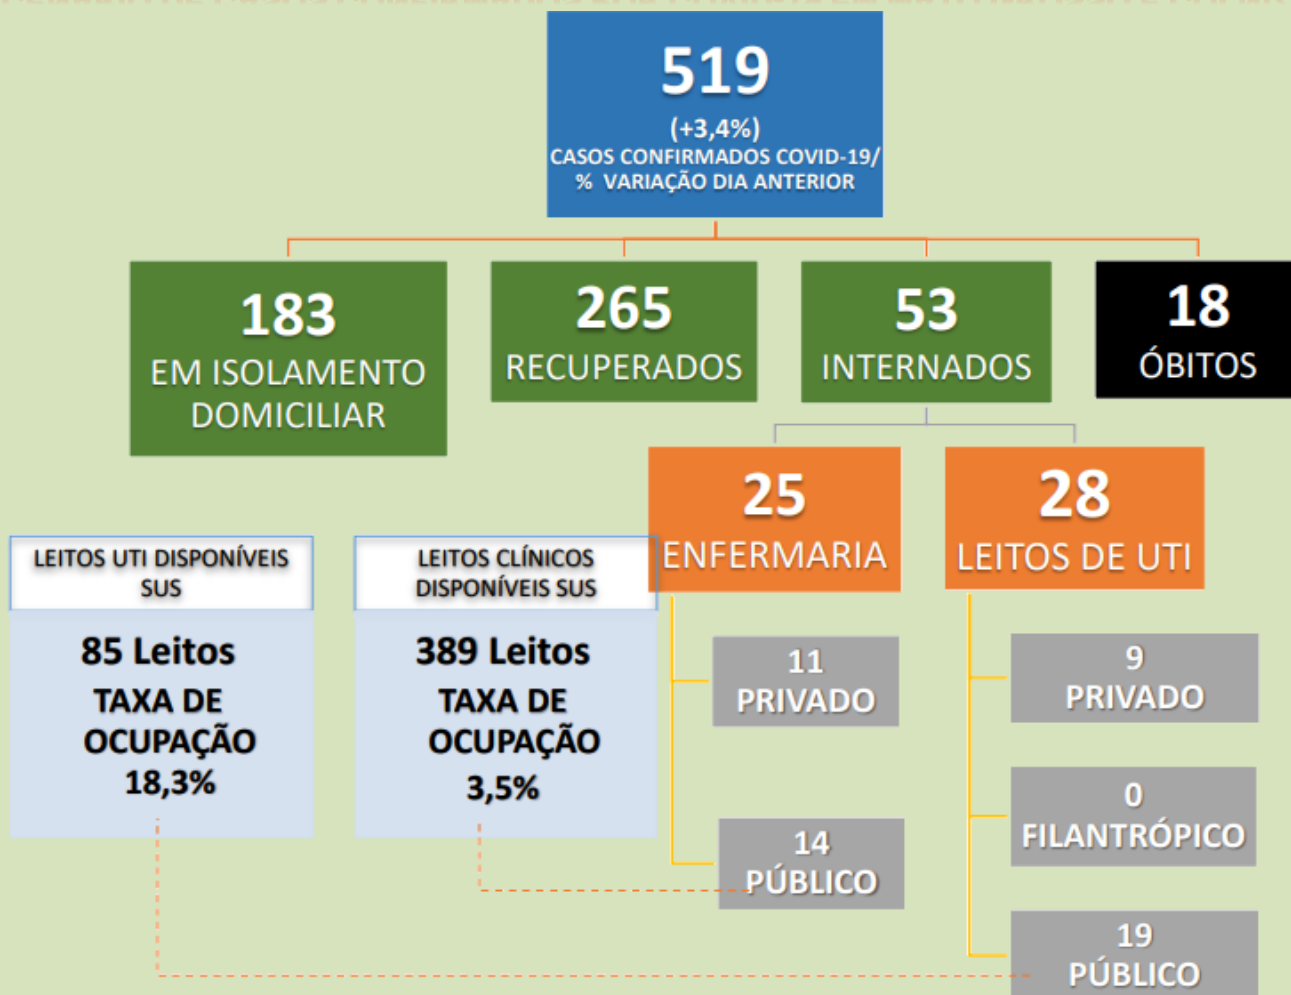 519
(+3,4%)
CASOS CONFIRMADOS COVID-19/
% VARIAÇÃO DIA ANTERIOR
183
EM ISOLAMENTO
DOMICILIAR
265
RECUPERADOS
53
INTERNADOS
18
ÓBITOS
25
ENFERMARIA
28
LEITOS DE UTI
LEITOS UTI DISPONÍVEIS
SUS
85 Leitos
TAXA DE
OCUPAÇÃO
18,3%
LEITOS CLÍNICOS
DISPONÍVEIS SUS
389 Leitos
TAXA DE
OCUPAÇÃO
3,5%
11
PRIVADO
14
PÚBLICO
9
PRIVADO
0
FILANTRÓPICO
19
PÚBLICO